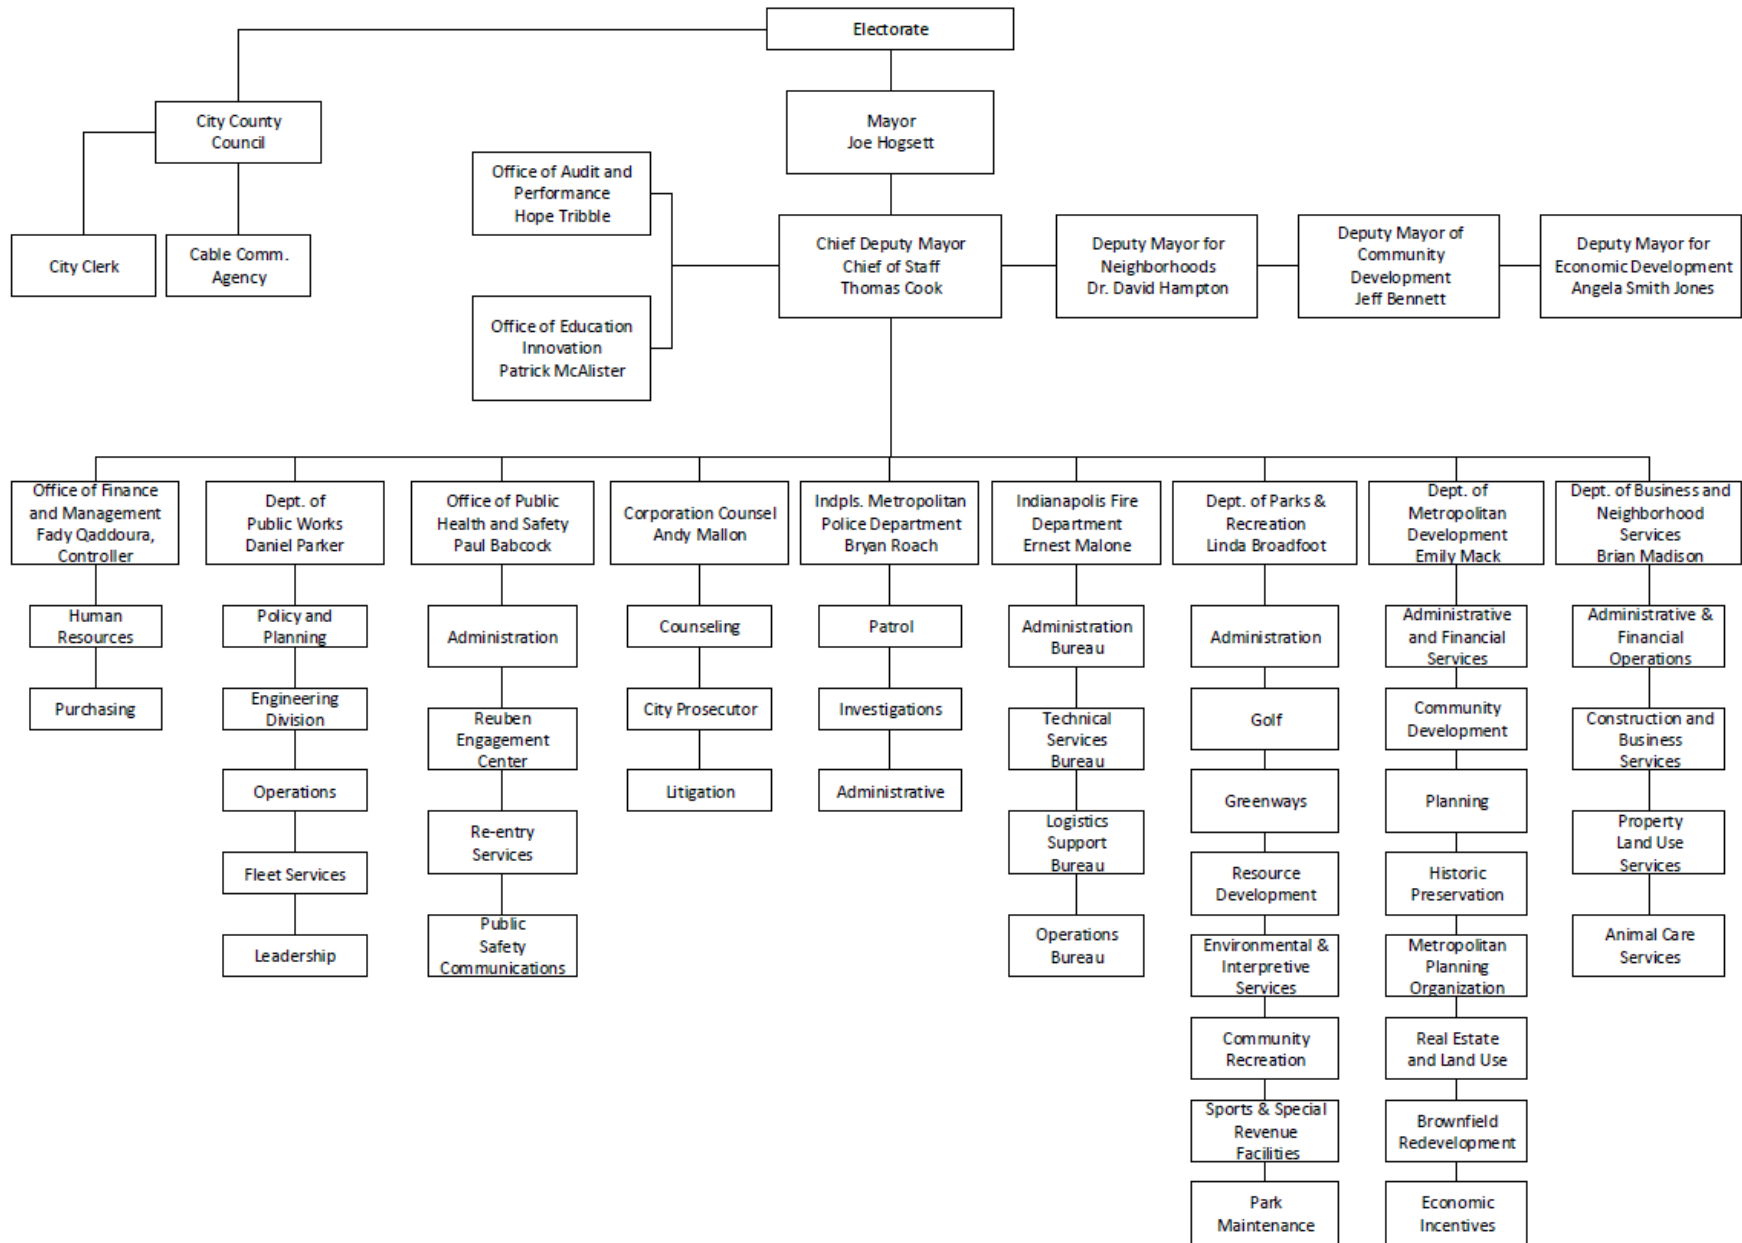 Electorate
City County
Council
Mayor
Joe Hogsett
Office of Audit and
Performance
Hope Tribble
City Clerk
Cable Comm.
Agency
Chief Deputy Mayor
Chief of Staff
Thomas Cook
Deputy Mayor for
Neighborhoods
Dr. David Hampton
Deputy Mayor of
Community
Development
Jeff Bennett
Deputy Mayor for
Economic Development
Angela Smith Jones
Office of Education
Innovation
Patrick McAlister
Office of Finance
and Management
Fady Qaddoura,
Controller
Human
Resources
Purchasing
Dept. of
Public Works
Daniel Parker
Policy and
Planning
Engineering
Division
Operations
Fleet Services
Leadership
Office of Public
Health and Safety
Paul Babcock
Administration
Reuben
Engagement
Center
Re-entry
Services
Public
Safety
Communications
Corporation Counsel
Andy Mallon
Counseling
City Prosecutor
Litigation
Indpls. Metropolitan
Police Department
Bryan Roach
Patrol
Investigations
Administrative
Indianapolis Fire
Department
Ernest Malone
Administration
Bureau
Technical
Services
Bureau
Logistics
Support
Bureau
Operations
Bureau
Dept. of Parks &
Recreation
Linda Broadfoot
Administration
Golf
Greenways
Resource
Development
Environmental &
Interpretive
Services
Community
Recreation
Sports & Special
Revenue
Facilities
Park
Maintenance
Dept. of
Metropolitan
Development
Emily Mack
Administrative
and Financial
Services
Community
Development
Planning
Historic
Preservation
Metropolitan
Planning
Organization
Real Estate
and Land Use
Brownfield
Redevelopment
Economic
Incentives
Dept. of Business and
Neighborhood
Services
Brian Madison
Administrative &
Financial
Operations
Construction and
Business
Services
Property
Land Use
Services
Animal Care
Services